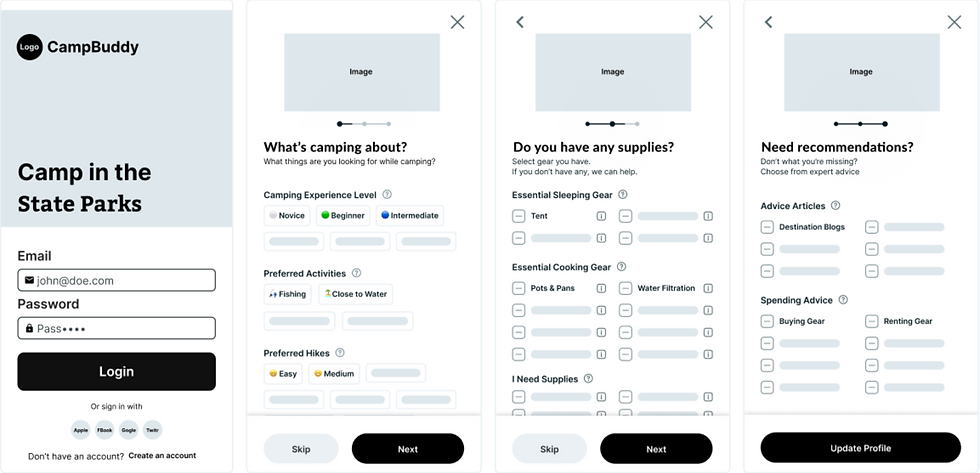 Logo CampBuddy
Camp in the
State Parks
Email
john@doe.com
Password
Pass••••
Login
Or sign in with
Apple FBook Gogle Twitr
Don't have an account? Create an account
Image
What's camping about?
What things are you looking for while camping?
Camping Experience Level ?
Novice Beginner Intermediate
Preferred Activities ?
Fishing Close to Water
Preferred Hikes ?
Easy Medium
Skip Next
Image
Do you have any supplies?
Select gear you have.
If you don't have any, we can help.
Essential Sleeping Gear ?
Tent
Essential Cooking Gear ?
Pots & Pans Water Filtration
I Need Supplies ?
Skip Next
Image
Need recommendations?
Don't what you're missing?
Choose from expert advice
Advice Articles ?
Destination Blogs
Spending Advice ?
Buying Gear Renting Gear
Update Profile